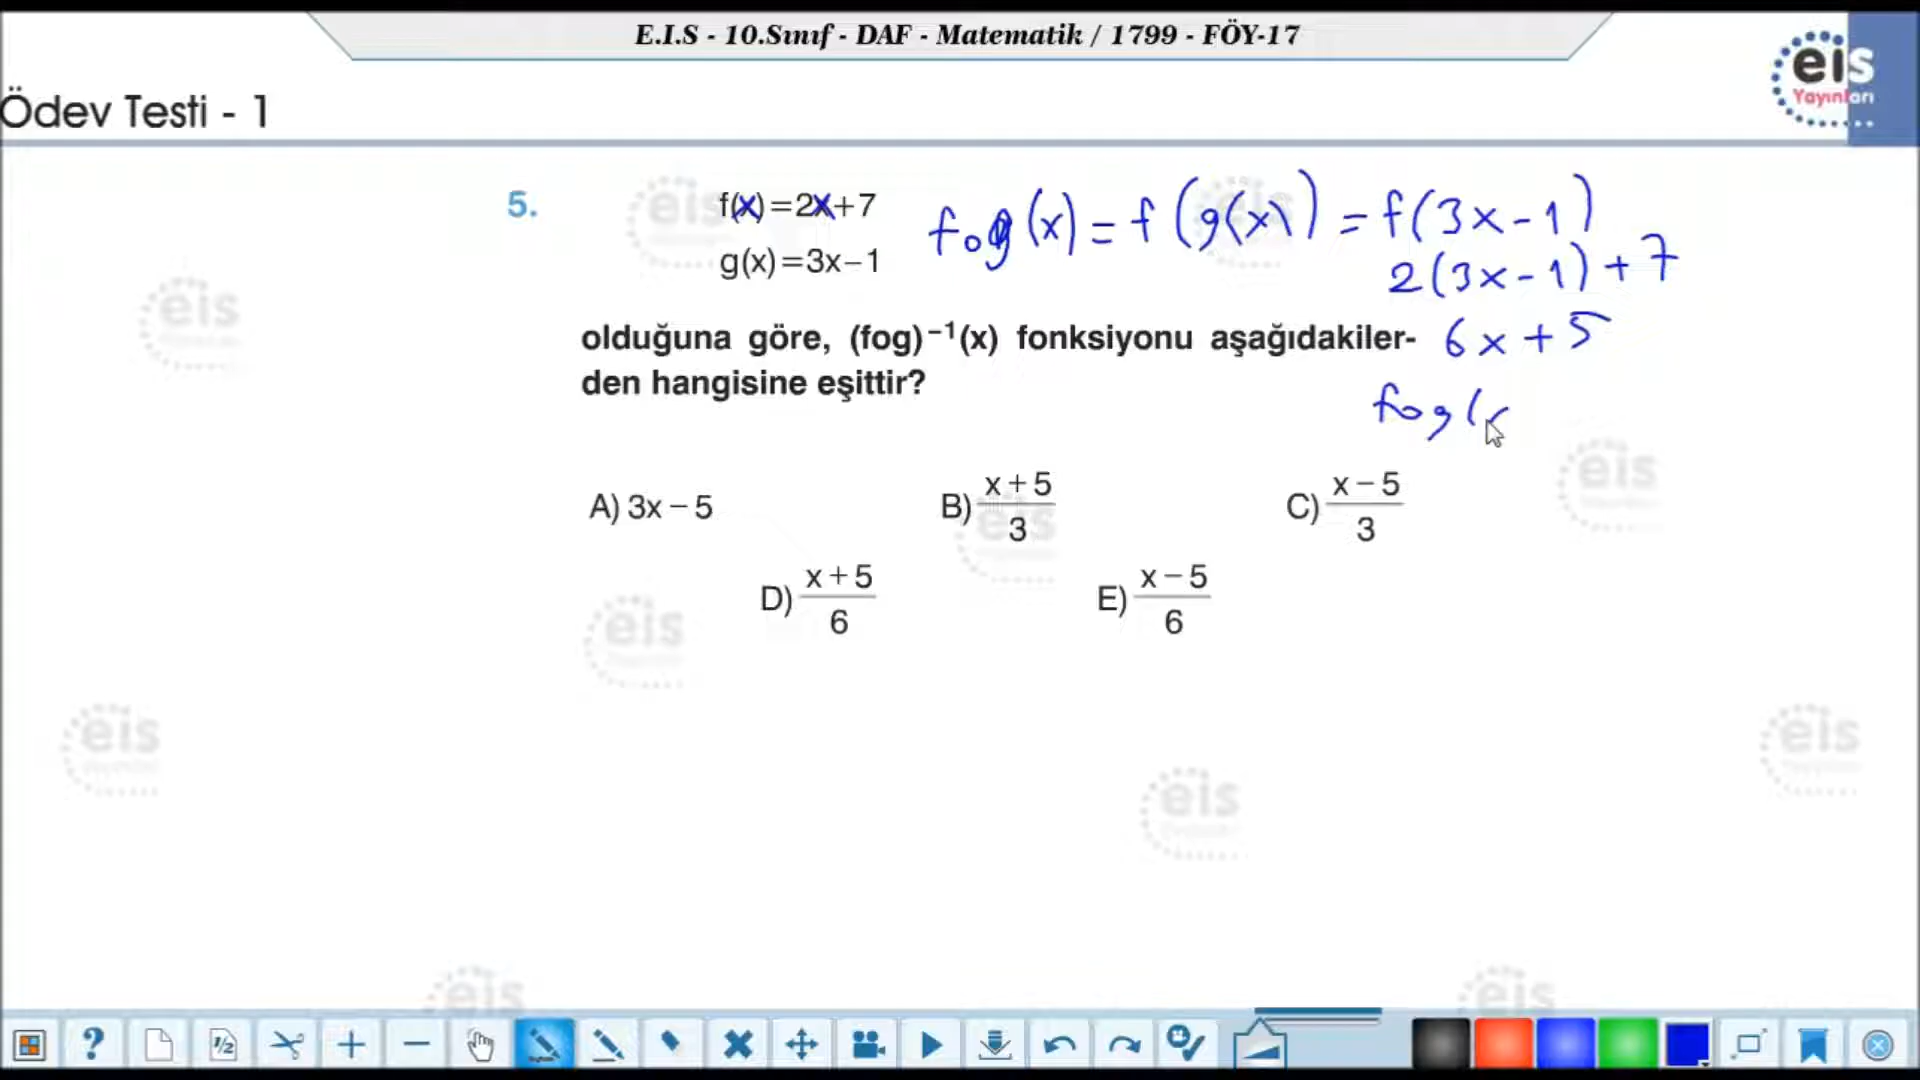 E.I.S - 10.Sınıf - DAF - Matematik / 1799 - FÖY-17
eis
Yayınları
Ödev Testi - 1
5.
f(x)=2x+7
g(x)=3x−1
fog(x) = f(g(x)) = f(3x-1)
2(3x-1)+7
6x+5
fog(
olduğuna göre, (fog)⁻¹(x) fonksiyonu aşağıdakiler-
den hangisine eşittir?
A) 3x − 5
B) x + 5 / 3
C) x − 5 / 3
D) x + 5 / 6
E) x − 5 / 6